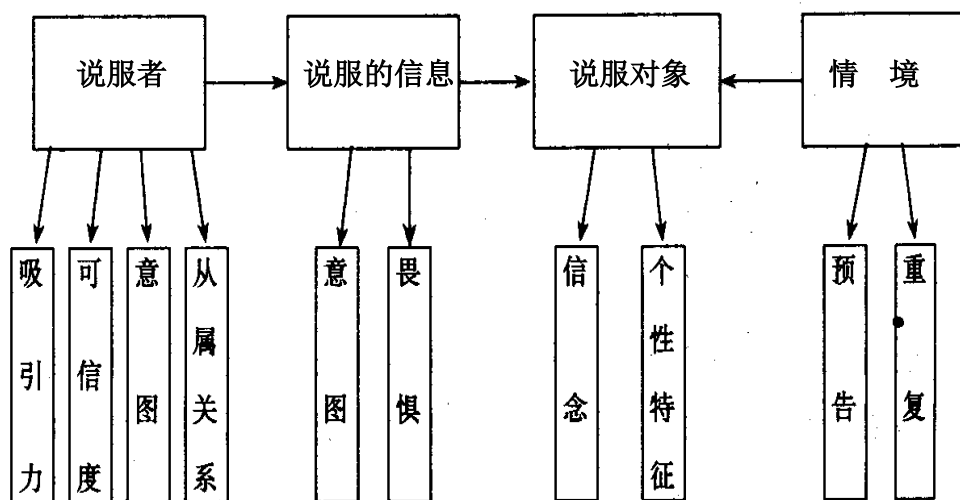 说服者
说服的信息
说服对象
情 境
吸引力
可信度
意图
从属关系
意图
畏惧
信念
个性特征
预告
重复